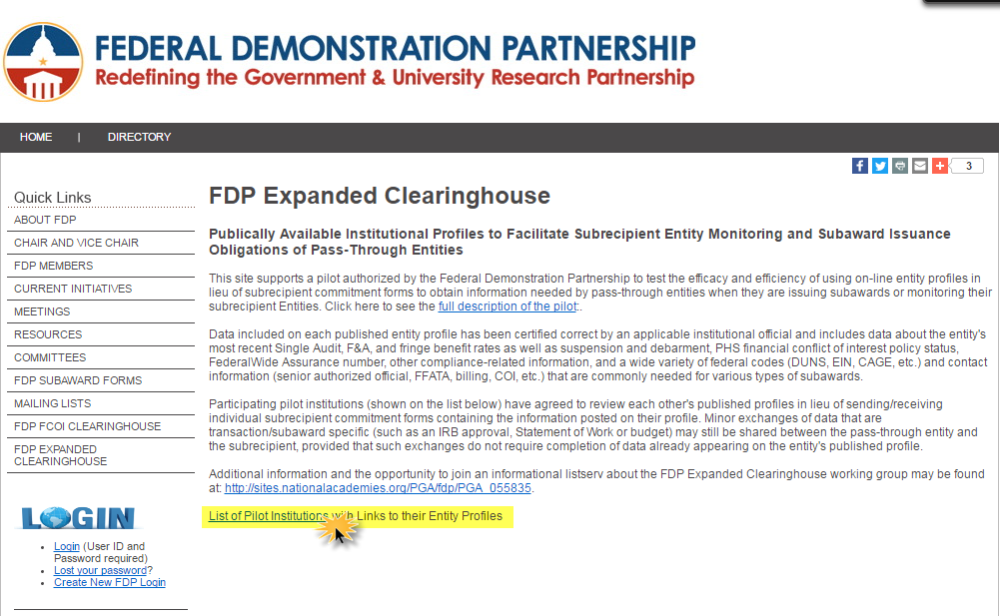 FEDERAL DEMONSTRATION PARTNERSHIP
Redefining the Government & University Research Partnership
HOME | DIRECTORY
3
Quick Links
ABOUT FDP
CHAIR AND VICE CHAIR
FDP MEMBERS
CURRENT INITIATIVES
MEETINGS
RESOURCES
COMMITTEES
FDP SUBAWARD FORMS
MAILING LISTS
FDP FCOI CLEARINGHOUSE
FDP EXPANDED
CLEARINGHOUSE
LOGIN
Login (User ID and
Password required)
Lost your password?
Create New FDP Login
FDP Expanded Clearinghouse
Publically Available Institutional Profiles to Facilitate Subrecipient Entity Monitoring and Subaward Issuance
Obligations of Pass-Through Entities
This site supports a pilot authorized by the Federal Demonstration Partnership to test the efficacy and efficiency of using on-line entity profiles in
lieu of subrecipient commitment forms to obtain information needed by pass-through entities when they are issuing subawards or monitoring their
subrecipient Entities. Click here to see the full description of the pilot:.
Data included on each published entity profile has been certified correct by an applicable institutional official and includes data about the entity's
most recent Single Audit, F&A, and fringe benefit rates as well as suspension and debarment, PHS financial conflict of interest policy status,
FederalWide Assurance number, other compliance-related information, and a wide variety of federal codes (DUNS, EIN, CAGE, etc.) and contact
information (senior authorized official, FFATA, billing, COI, etc.) that are commonly needed for various types of subawards.
Participating pilot institutions (shown on the list below) have agreed to review each other's published profiles in lieu of sending/receiving
individual subrecipient commitment forms containing the information posted on their profile. Minor exchanges of data that are
transaction/subaward specific (such as an IRB approval, Statement of Work or budget) may still be shared between the pass-through entity and
the subrecipient, provided that such exchanges do not require completion of data already appearing on the entity's published profile.
Additional information and the opportunity to join an informational listserv about the FDP Expanded Clearinghouse working group may be found
at: http://sites.nationalacademies.org/PGA/fdp/PGA_055835.
List of Pilot Institutions with Links to their Entity Profiles